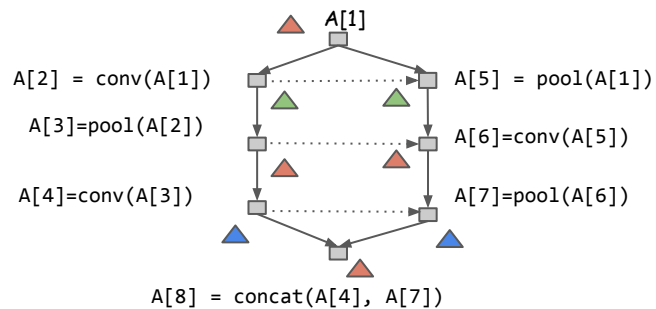 A[1]
A[2] = conv(A[1])
A[5] = pool(A[1])
A[3]=pool(A[2])
A[6]=conv(A[5])
A[4]=conv(A[3])
A[7]=pool(A[6])
A[8] = concat(A[4], A[7])